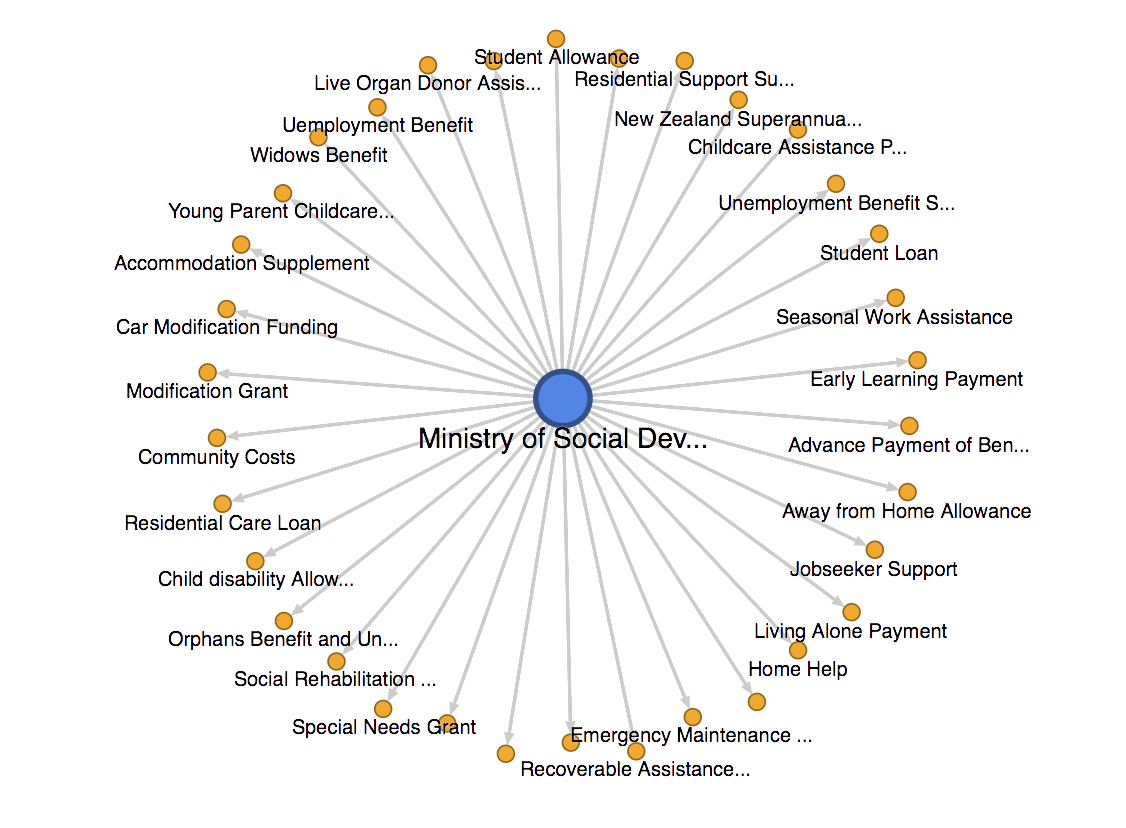 Student Allowance
Live Organ Donor Assis...
Residential Support Su...
Uemployment Benefit
New Zealand Superannua...
Widows Benefit
Childcare Assistance P...
Young Parent Childcare...
Unemployment Benefit S...
Accommodation Supplement
Student Loan
Car Modification Funding
Seasonal Work Assistance
Modification Grant
Early Learning Payment
Ministry of Social Dev...
Community Costs
Advance Payment of Ben...
Residential Care Loan
Away from Home Allowance
Child disability Allow...
Jobseeker Support
Orphans Benefit and Un...
Living Alone Payment
Social Rehabilitation ...
Home Help
Special Needs Grant
Emergency Maintenance ...
Recoverable Assistance...